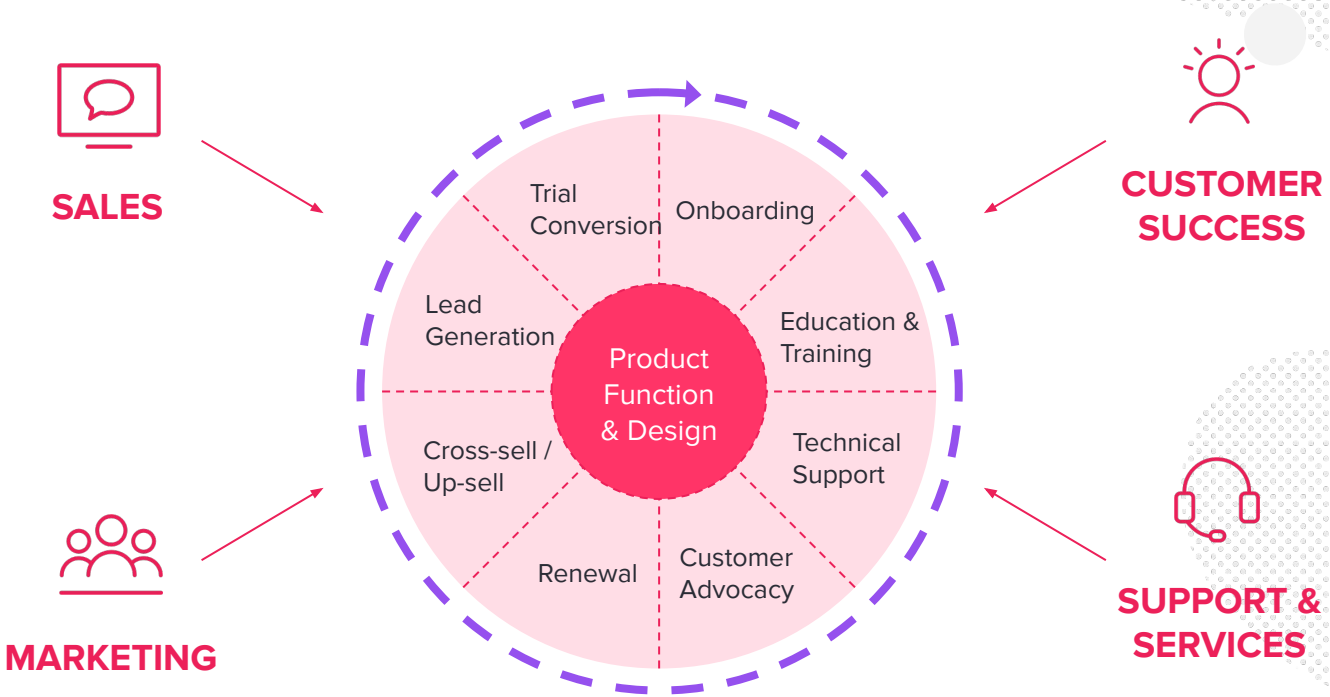 SALES
CUSTOMER
SUCCESS
Trial
Conversion
Onboarding
Lead
Generation
Education &
Training
Product
Function
& Design
Cross-sell /
Up-sell
Technical
Support
Renewal
Customer
Advocacy
MARKETING
SUPPORT &
SERVICES